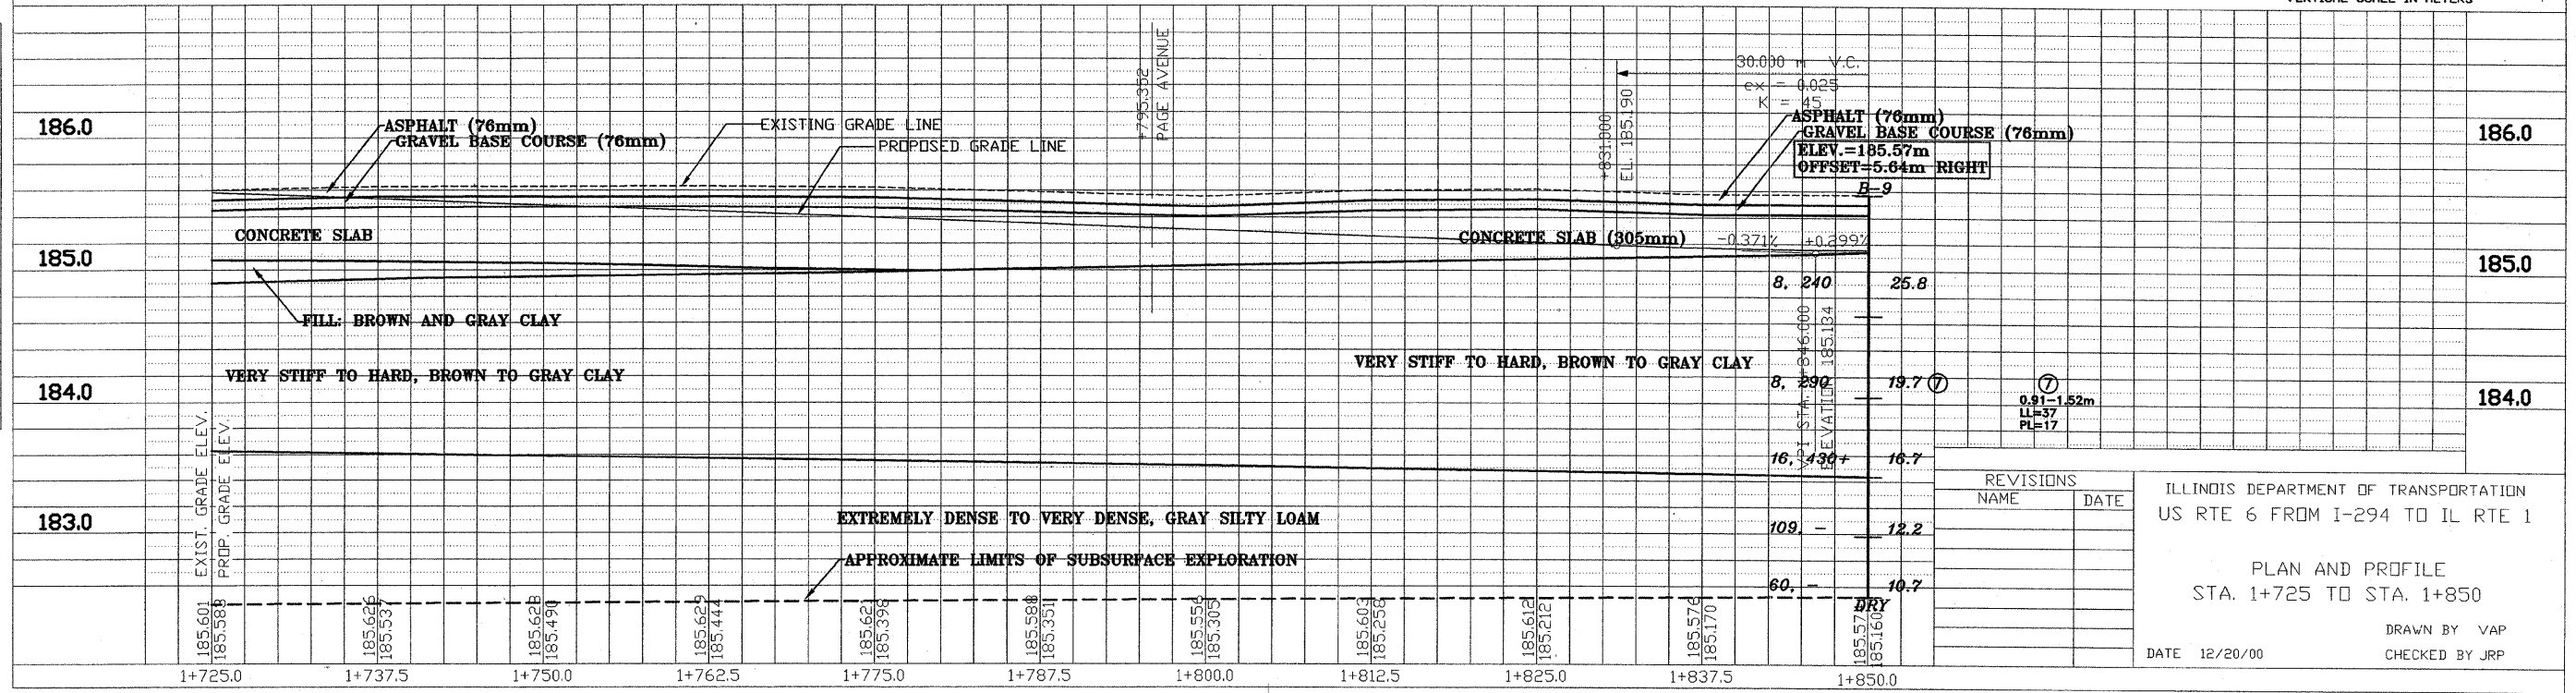 VERTICAL SCALE IN METERS
186.0
185.0
184.0
183.0
186.0
185.0
184.0
ASPHALT (76mm)
GRAVEL BASE COURSE (76mm)
EXISTING GRADE LINE
PROPOSED GRADE LINE
+795.352
PAGE AVENUE
30.000 m V.C.
ex = 0.025
K = 45
+831.000
EL. 185.190
ASPHALT (76mm)
GRAVEL BASE COURSE (76mm)
ELEV.=185.57m
OFFSET=5.64m RIGHT
B-9
CONCRETE SLAB
CONCRETE SLAB (305mm)
-0.371% +0.299%
FILL: BROWN AND GRAY CLAY
8, 240 25.8
VPI STA. 1+846.000
ELEVATION 185.134
VERY STIFF TO HARD, BROWN TO GRAY CLAY
VERY STIFF TO HARD, BROWN TO GRAY CLAY
8, 290 19.7 7
7
0.91-1.52m
LL=37
PL=17
16, 430+ 16.7
EXTREMELY DENSE TO VERY DENSE, GRAY SILTY LOAM
109, - 12.2
APPROXIMATE LIMITS OF SUBSURFACE EXPLORATION
60, - 10.7
DRY
EXIST. GRADE ELEV.
PROP. GRADE ELEV.
185.601
185.583
185.626
185.537
185.628
185.490
185.629
185.444
185.621
185.398
185.588
185.351
185.556
185.305
185.603
185.258
185.612
185.212
185.576
185.170
185.571
185.160
1+725.0 1+737.5 1+750.0 1+762.5 1+775.0 1+787.5 1+800.0 1+812.5 1+825.0 1+837.5 1+850.0
REVISIONS
NAME DATE
ILLINOIS DEPARTMENT OF TRANSPORTATION
US RTE 6 FROM I-294 TO IL RTE 1
PLAN AND PROFILE
STA. 1+725 TO STA. 1+850
DRAWN BY VAP
DATE 12/20/00 CHECKED BY JRP